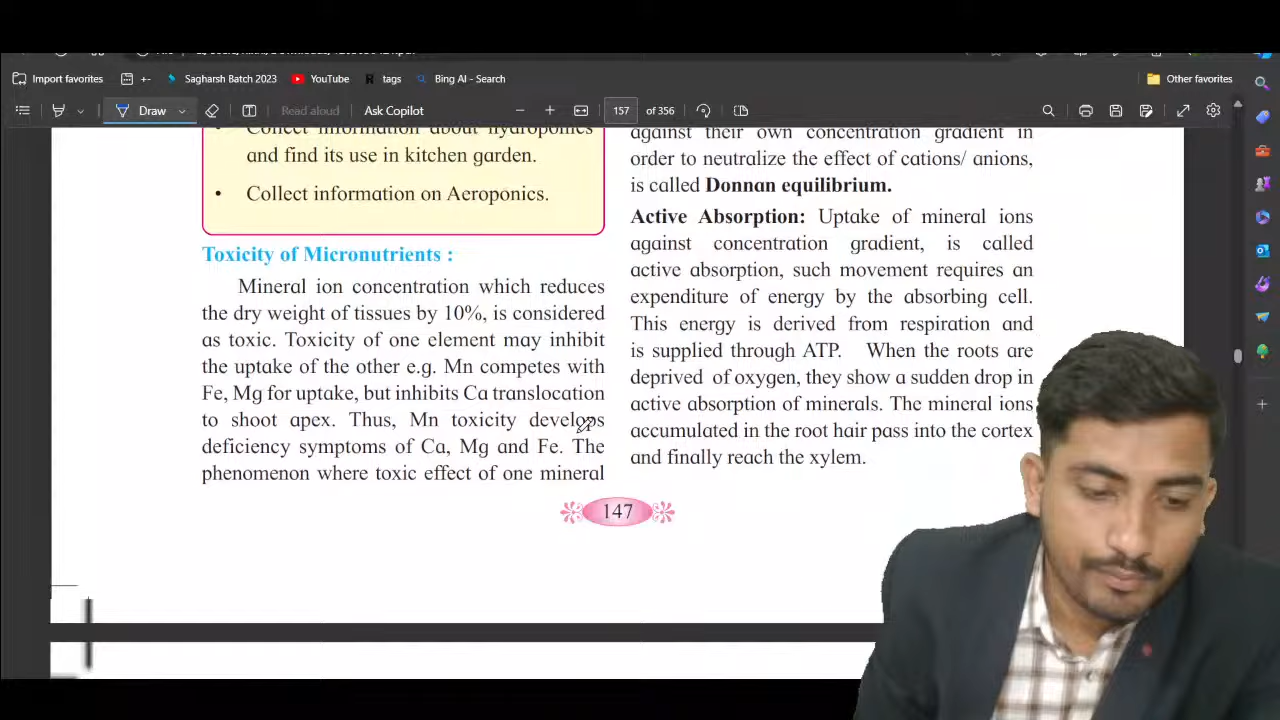 Import favorites
+-
Sagharsh Batch 2023
YouTube
tags
Bing AI - Search
Other favorites
Draw
Read aloud
Ask Copilot
157 of 356
Collect information about hydroponics
and find its use in kitchen garden.
• Collect information on Aeroponics.
Toxicity of Micronutrients :
Mineral ion concentration which reduces
the dry weight of tissues by 10%, is considered
as toxic. Toxicity of one element may inhibit
the uptake of the other e.g. Mn competes with
Fe, Mg for uptake, but inhibits Ca translocation
to shoot apex. Thus, Mn toxicity develops
deficiency symptoms of Ca, Mg and Fe. The
phenomenon where toxic effect of one mineral
against their own concentration gradient in
order to neutralize the effect of cations/ anions,
is called Donnan equilibrium.
Active Absorption: Uptake of mineral ions
against concentration gradient, is called
active absorption, such movement requires an
expenditure of energy by the absorbing cell.
This energy is derived from respiration and
is supplied through ATP. When the roots are
deprived of oxygen, they show a sudden drop in
active absorption of minerals. The mineral ions
accumulated in the root hair pass into the cortex
and finally reach the xylem.
147